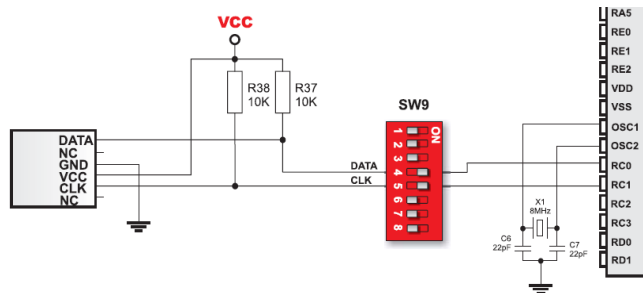 VCC
R38
10K
R37
10K
DATA
NC
GND
VCC
CLK
NC
DATA
CLK
SW9
ON
1
2
3
4
5
6
7
8
X1
8MHz
C6
22pF
C7
22pF
RA5
RE0
RE1
RE2
VDD
VSS
OSC1
OSC2
RC0
RC1
RC2
RC3
RD0
RD1